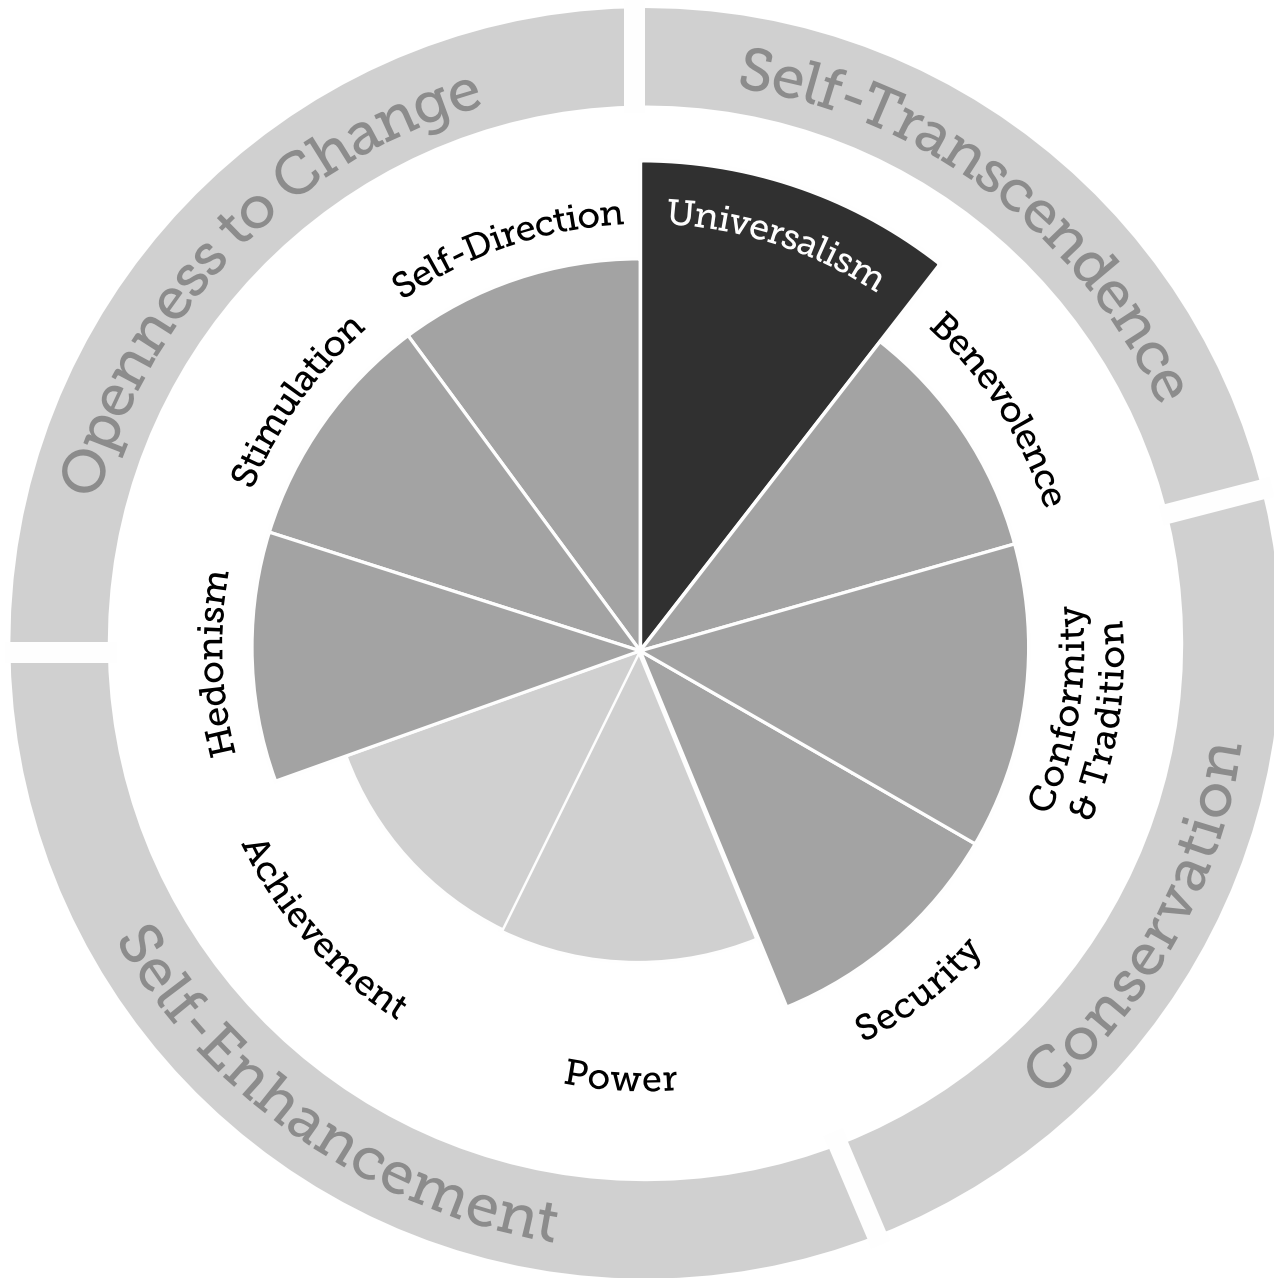 Openness to Change
Self-Transcendence
Conservation
Self-Enhancement
Universalism
Benevolence
Conformity
& Tradition
Security
Power
Achievement
Hedonism
Stimulation
Self-Direction